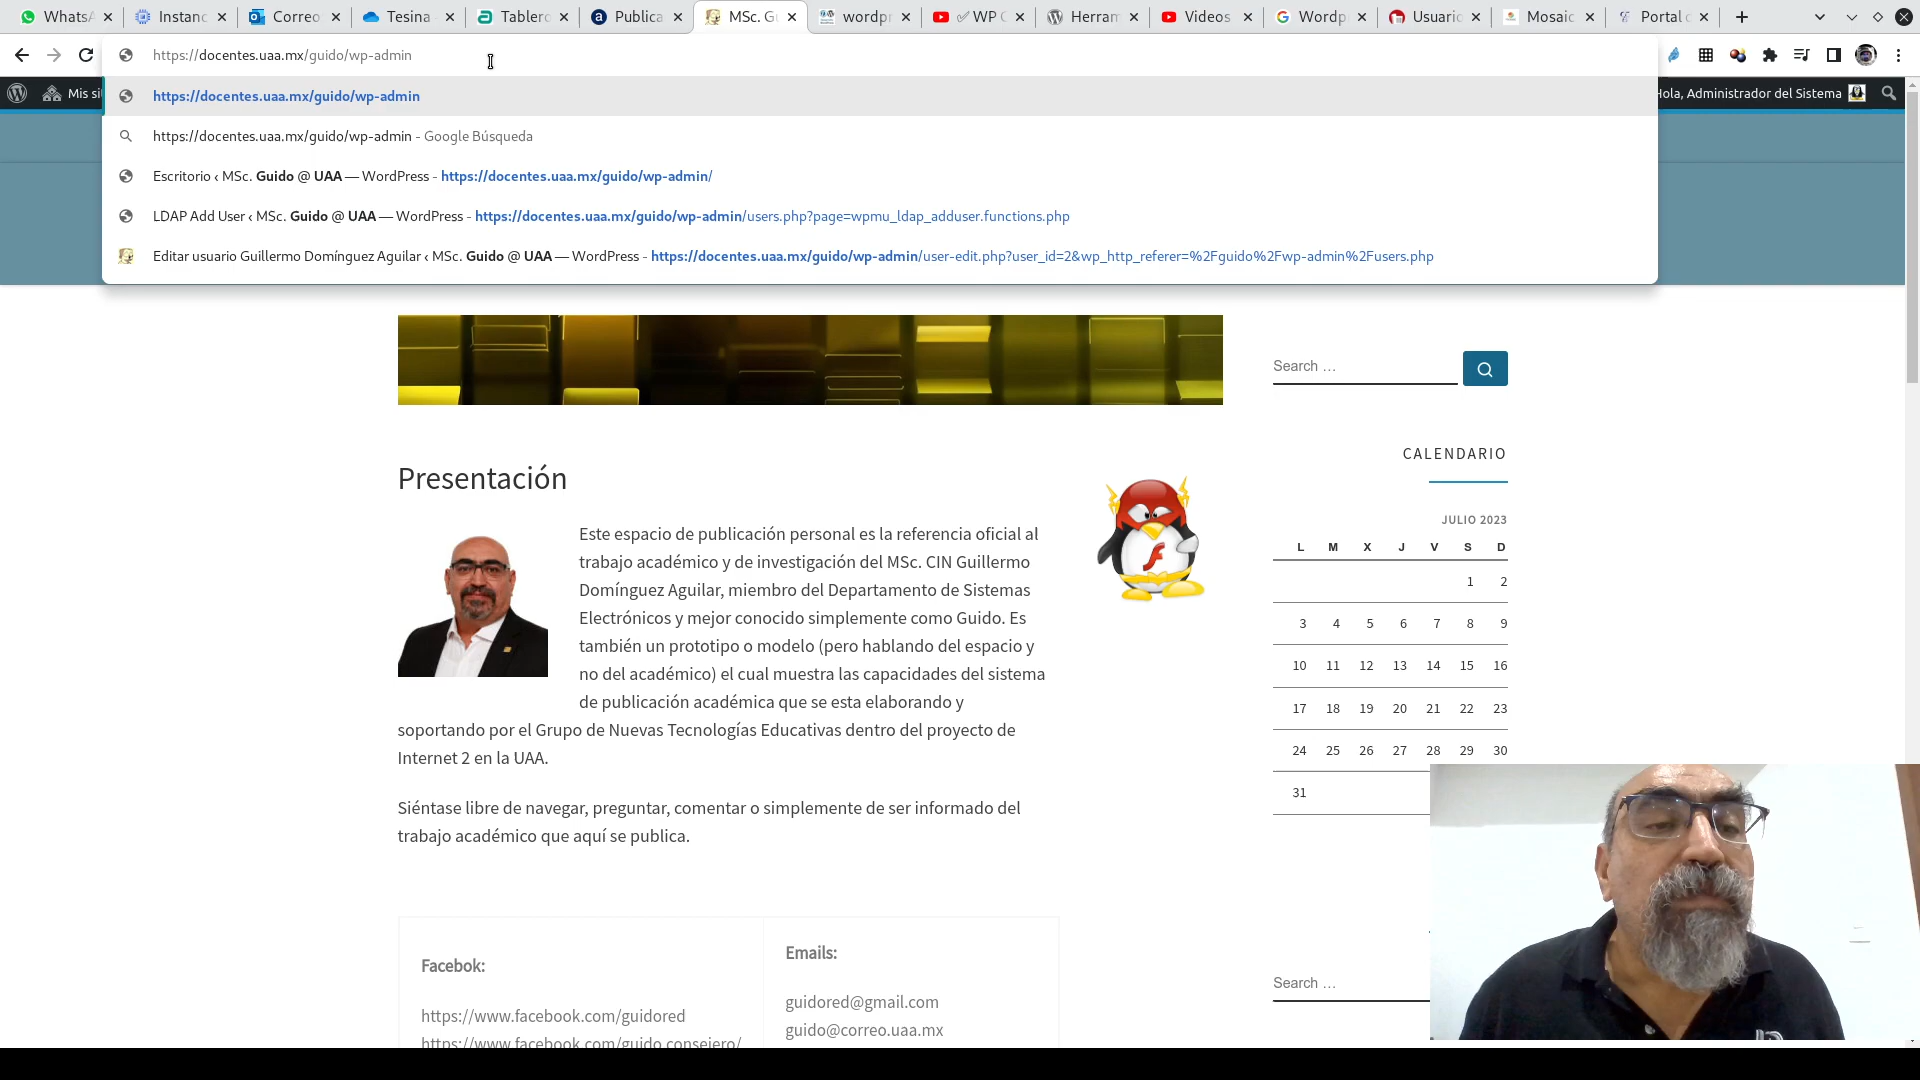 WhatsA
Instanc
Correo
Tesina
Tablero
Publica
MSc. Gu
wordpr
WP C
Herram
Videos
Wordp
Usuario
Mosaic
Portal
https://docentes.uaa.mx/guido/wp-admin
Mis si
Hola, Administrador del Sistema
https://docentes.uaa.mx/guido/wp-admin
https://docentes.uaa.mx/guido/wp-admin - Google Búsqueda
Escritorio ‹ MSc. Guido @ UAA — WordPress - https://docentes.uaa.mx/guido/wp-admin/
LDAP Add User ‹ MSc. Guido @ UAA — WordPress - https://docentes.uaa.mx/guido/wp-admin/users.php?page=wpmu_ldap_adduser.functions.php
Editar usuario Guillermo Domínguez Aguilar ‹ MSc. Guido @ UAA — WordPress - https://docentes.uaa.mx/guido/wp-admin/user-edit.php?user_id=2&wp_http_referer=%2Fguido%2Fwp-admin%2Fusers.php
Presentación
Este espacio de publicación personal es la referencia oficial al
trabajo académico y de investigación del MSc. CIN Guillermo
Domínguez Aguilar, miembro del Departamento de Sistemas
Electrónicos y mejor conocido simplemente como Guido. Es
también un prototipo o modelo (pero hablando del espacio y
no del académico) el cual muestra las capacidades del sistema
de publicación académica que se esta elaborando y
soportando por el Grupo de Nuevas Tecnologías Educativas dentro del proyecto de
Internet 2 en la UAA.
Siéntase libre de navegar, preguntar, comentar o simplemente de ser informado del
trabajo académico que aquí se publica.
Facebok:
https://www.facebook.com/guidored
https://www.facebook.com/guido.consejero/
Emails:
guidored@gmail.com
guido@correo.uaa.mx
Search …
CALENDARIO
JULIO 2023
L M X J V S D
1 2
3 4 5 6 7 8 9
10 11 12 13 14 15 16
17 18 19 20 21 22 23
24 25 26 27 28 29 30
31
Search …